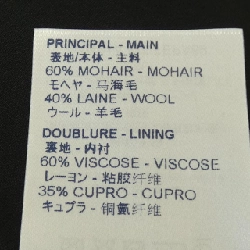 PRINCIPAL - MAIN
表地/本体 - 主料
60% MOHAIR - MOHAIR
モヘヤ - 马海毛
40% LAINE - WOOL
ウール - 羊毛
DOUBLURE - LINING
裏地 - 内衬
60% VISCOSE - VISCOSE
レーヨン - 粘胶纤维
35% CUPRO - CUPRO
キュプラ - 铜氨纤维